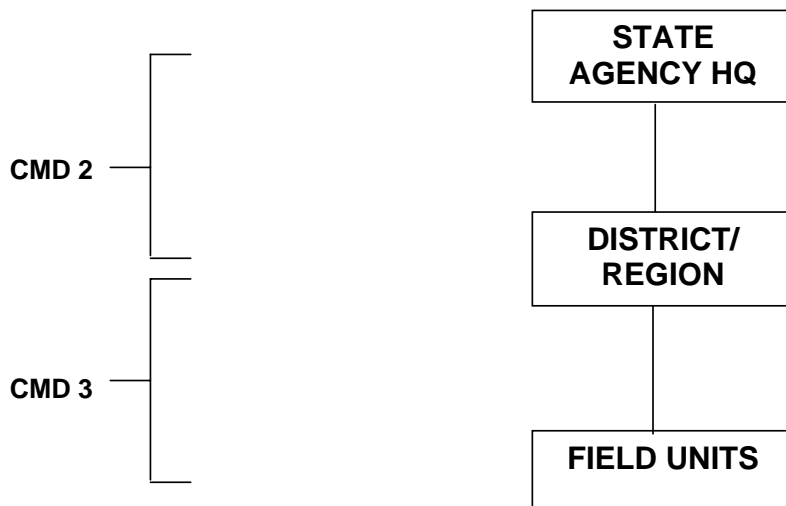 STATE
AGENCY HQ
CMD 2
DISTRICT/
REGION
CMD 3
FIELD UNITS